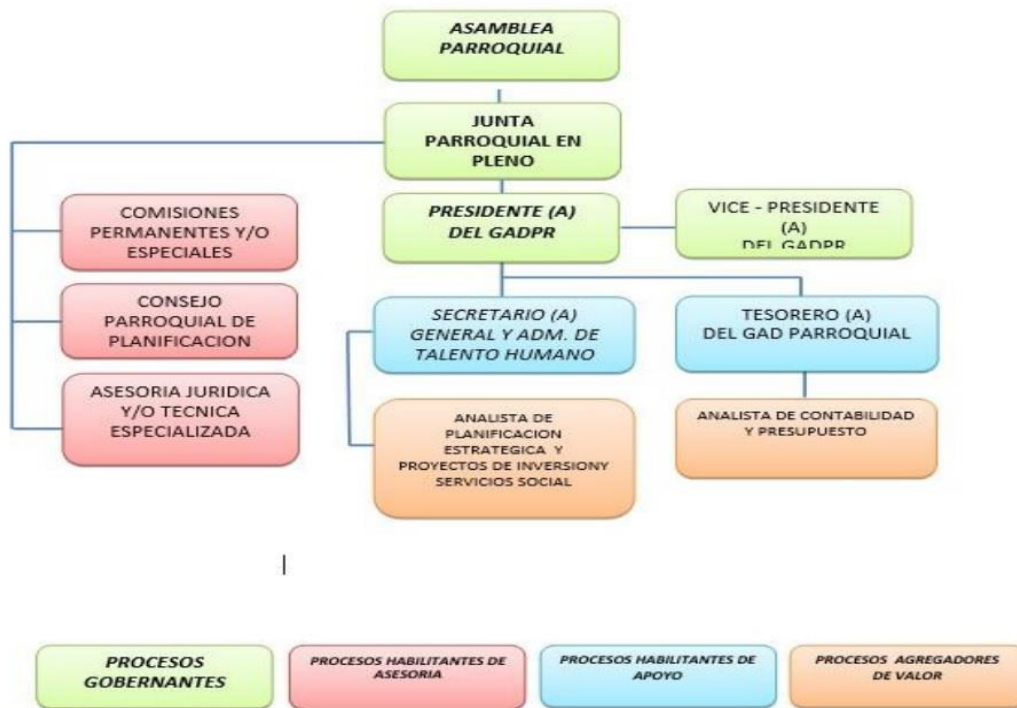 ASAMBLEA
PARROQUIAL
JUNTA
PARROQUIAL EN
PLENO
PRESIDENTE (A)
DEL GADPR
VICE - PRESIDENTE
(A)
DEL GADPR
COMISIONES
PERMANENTES Y/O
ESPECIALES
CONSEJO
PARROQUIAL DE
PLANIFICACION
ASESORIA JURIDICA
Y/O TECNICA
ESPECIALIZADA
SECRETARIO (A)
GENERAL Y ADM. DE
TALENTO HUMANO
TESORERO (A)
DEL GAD PARROQUIAL
ANALISTA DE
PLANIFICACION
ESTRATEGICA Y
PROYECTOS DE INVERSIONY
SERVICIOS SOCIAL
ANALISTA DE CONTABILIDAD
Y PRESUPUESTO
PROCESOS
GOBERNANTES
PROCESOS HABILITANTES DE
ASESORIA
PROCESOS HABILITANTES DE
APOYO
PROCESOS AGREGADORES
DE VALOR